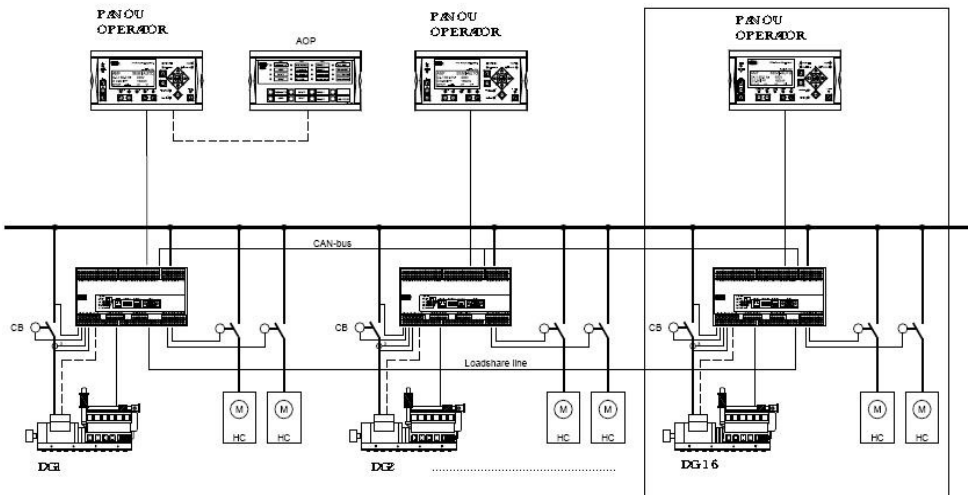 PANOU
OPERATOR
AOP
PANOU
OPERATOR
PANOU
OPERATOR
CAN-bus
CB
CB
CB
Loadshare line
M
M
M
M
M
M
HC
HC
HC
HC
HC
HC
DG1
DG2
DG16